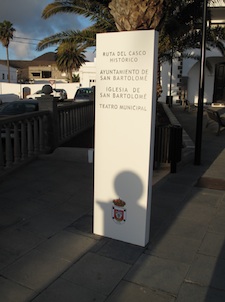 RUTA DEL CASCO
HISTÓRICO
AYUNTAMIENTO DE
SAN BARTOLOMÉ
IGLESIA DE
SAN BARTOLOMÉ
TEATRO MUNICIPAL